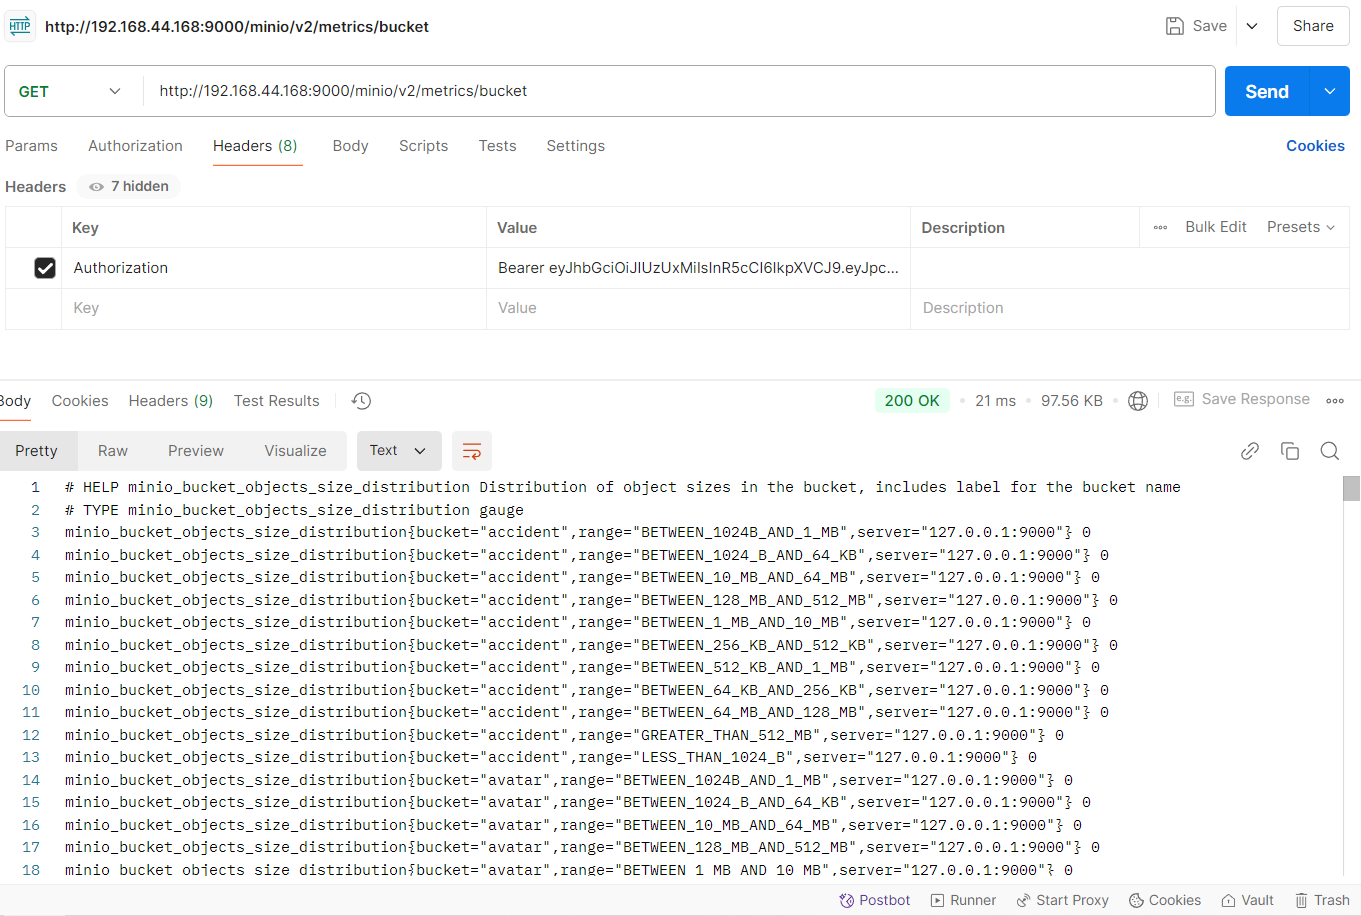 HTTP http://192.168.44.168:9000/minio/v2/metrics/bucket Save Share
GET http://192.168.44.168:9000/minio/v2/metrics/bucket Send
Params Authorization Headers (8) Body Scripts Tests Settings Cookies
Headers 7 hidden
Key Value Description Bulk Edit Presets
Authorization Bearer eyJhbGciOiJIUzUxMiIsInR5cCI6IkpXVCJ9.eyJpc...
Key Value Description
Body Cookies Headers (9) Test Results 200 OK 21 ms 97.56 KB e.g. Save Response
Pretty Raw Preview Visualize Text
1 # HELP minio_bucket_objects_size_distribution Distribution of object sizes in the bucket, includes label for the bucket name
2 # TYPE minio_bucket_objects_size_distribution gauge
3 minio_bucket_objects_size_distribution{bucket="accident",range="BETWEEN_1024B_AND_1_MB",server="127.0.0.1:9000"} 0
4 minio_bucket_objects_size_distribution{bucket="accident",range="BETWEEN_1024_B_AND_64_KB",server="127.0.0.1:9000"} 0
5 minio_bucket_objects_size_distribution{bucket="accident",range="BETWEEN_10_MB_AND_64_MB",server="127.0.0.1:9000"} 0
6 minio_bucket_objects_size_distribution{bucket="accident",range="BETWEEN_128_MB_AND_512_MB",server="127.0.0.1:9000"} 0
7 minio_bucket_objects_size_distribution{bucket="accident",range="BETWEEN_1_MB_AND_10_MB",server="127.0.0.1:9000"} 0
8 minio_bucket_objects_size_distribution{bucket="accident",range="BETWEEN_256_KB_AND_512_KB",server="127.0.0.1:9000"} 0
9 minio_bucket_objects_size_distribution{bucket="accident",range="BETWEEN_512_KB_AND_1_MB",server="127.0.0.1:9000"} 0
10 minio_bucket_objects_size_distribution{bucket="accident",range="BETWEEN_64_KB_AND_256_KB",server="127.0.0.1:9000"} 0
11 minio_bucket_objects_size_distribution{bucket="accident",range="BETWEEN_64_MB_AND_128_MB",server="127.0.0.1:9000"} 0
12 minio_bucket_objects_size_distribution{bucket="accident",range="GREATER_THAN_512_MB",server="127.0.0.1:9000"} 0
13 minio_bucket_objects_size_distribution{bucket="accident",range="LESS_THAN_1024_B",server="127.0.0.1:9000"} 0
14 minio_bucket_objects_size_distribution{bucket="avatar",range="BETWEEN_1024B_AND_1_MB",server="127.0.0.1:9000"} 0
15 minio_bucket_objects_size_distribution{bucket="avatar",range="BETWEEN_1024_B_AND_64_KB",server="127.0.0.1:9000"} 0
16 minio_bucket_objects_size_distribution{bucket="avatar",range="BETWEEN_10_MB_AND_64_MB",server="127.0.0.1:9000"} 0
17 minio_bucket_objects_size_distribution{bucket="avatar",range="BETWEEN_128_MB_AND_512_MB",server="127.0.0.1:9000"} 0
18 minio_bucket_objects_size_distribution{bucket="avatar",range="BETWEEN_1_MB_AND_10_MB",server="127.0.0.1:9000"} 0
Postbot Runner Start Proxy Cookies Vault Trash